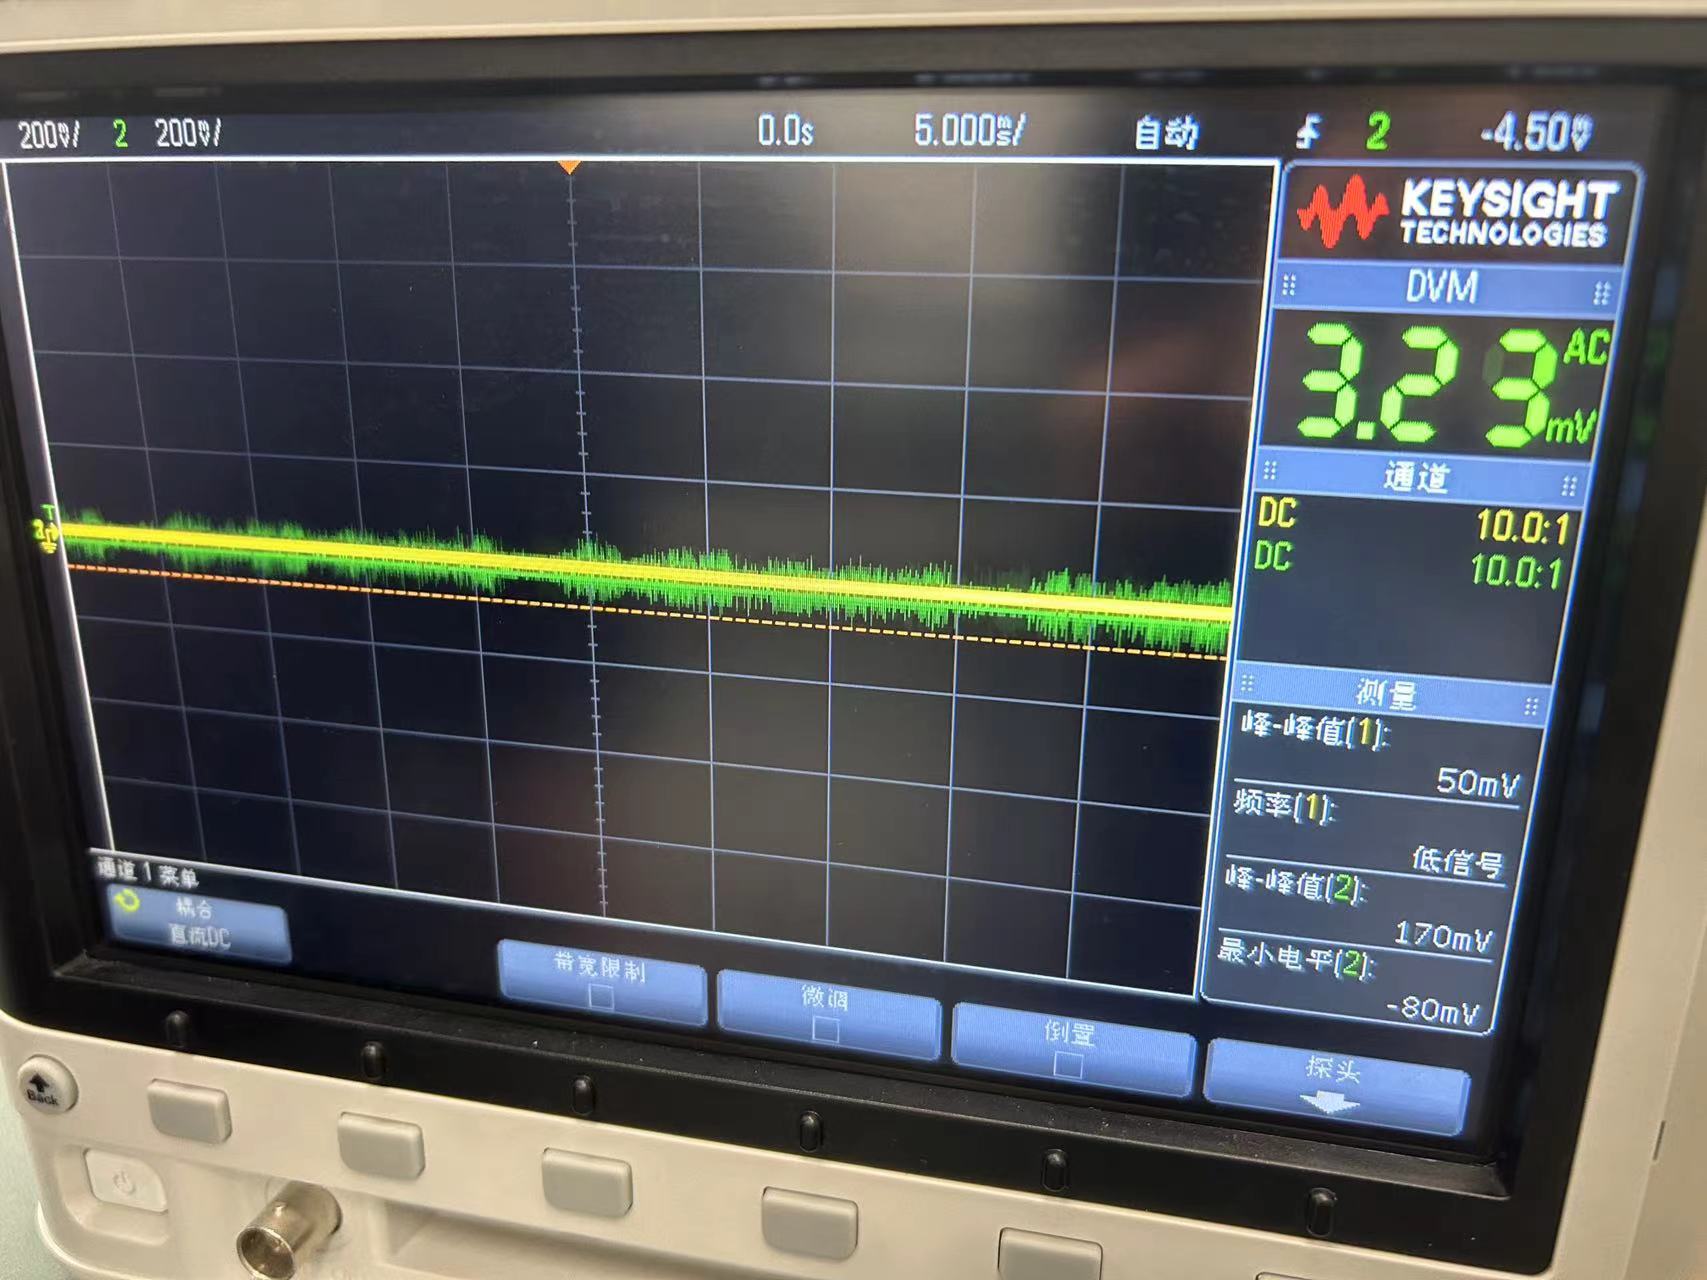 200mV/ 2 200mV/ 0.0s 5.000ms/ 自动 2 -4.50mV
KEYSIGHT
TECHNOLOGIES
DVM
3.23 AC mV
通道
DC 10.0:1
DC 10.0:1
测量
峰-峰值(1):
50mV
频率(1):
低信号
峰-峰值(2):
170mV
最小电平(2):
-80mV
T
2
通道 1 菜单
耦合
直流DC
带宽限制
微调
倒置
探头
Back